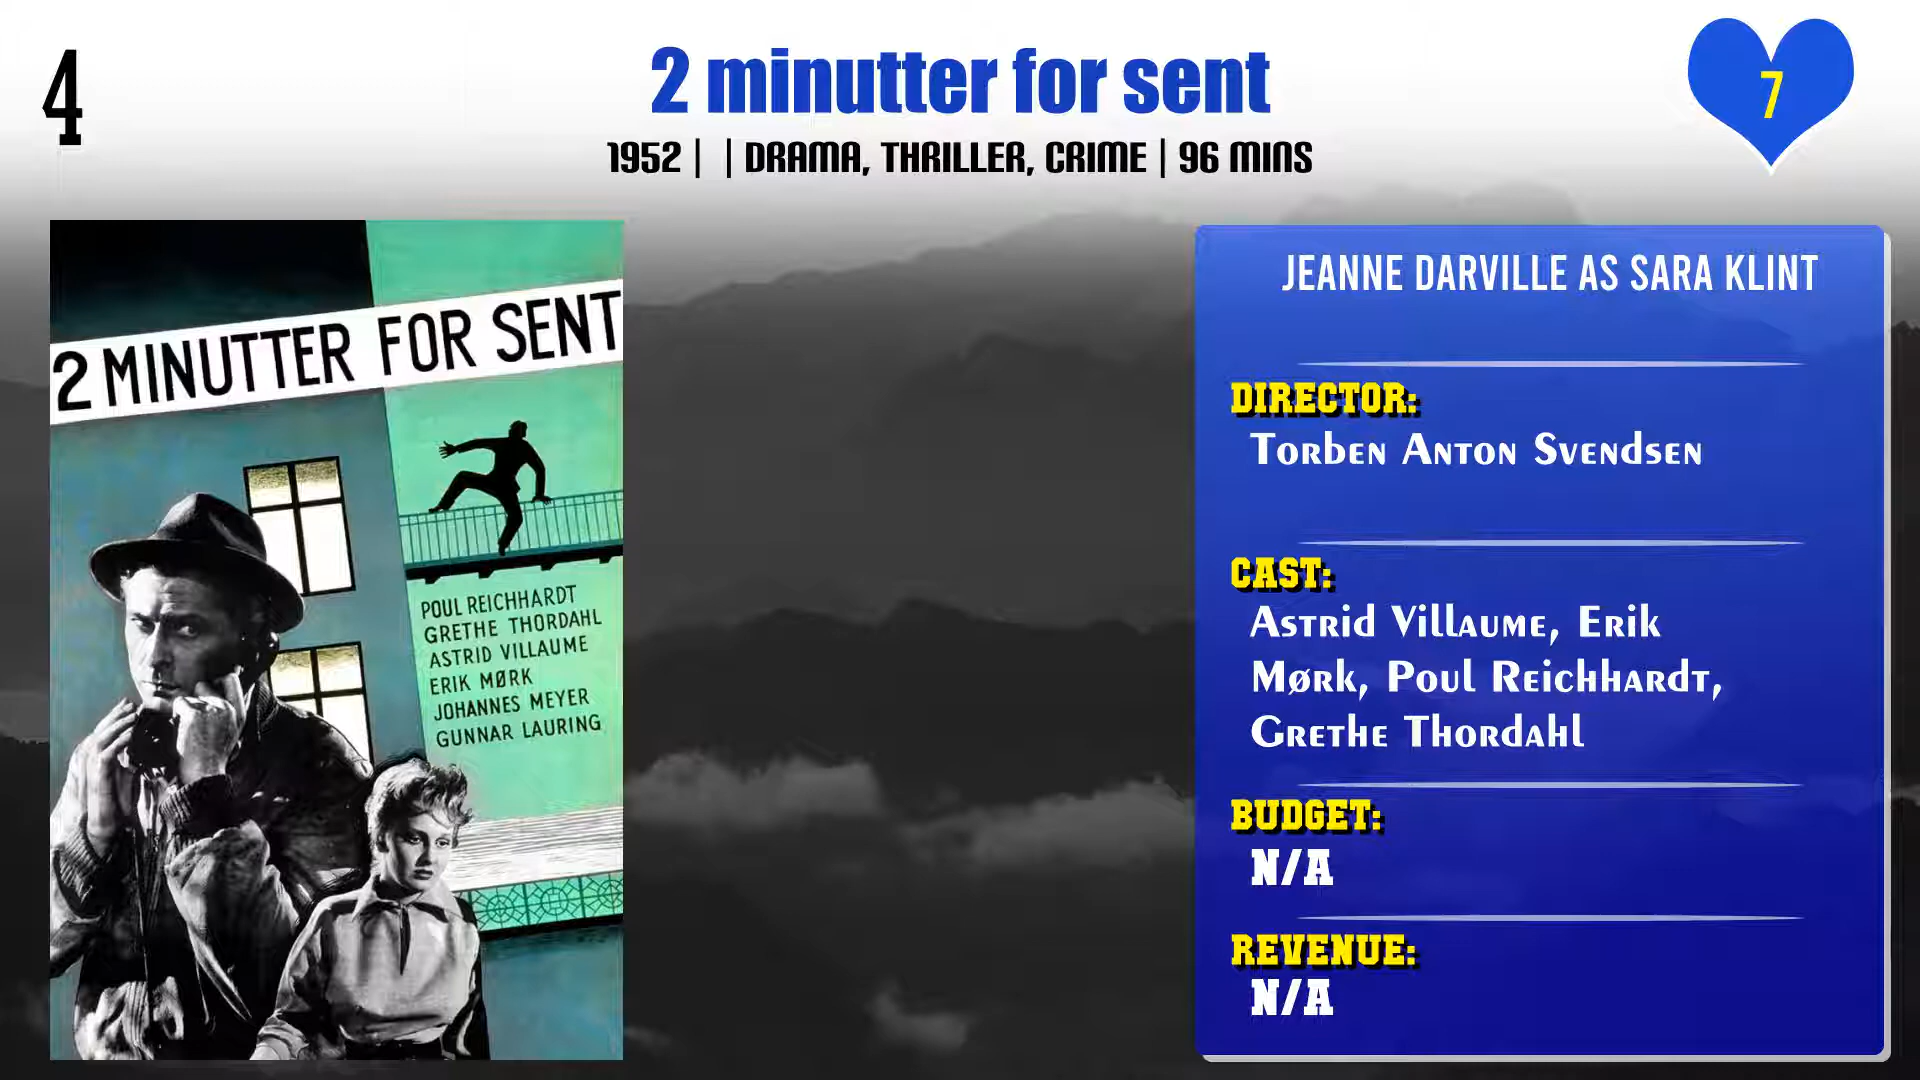 4
2 minutter for sent
7
1952 | | DRAMA, THRILLER, CRIME | 96 MINS
2 MINUTTER FOR SENT
POUL REICHHARDT
GRETHE THORDAHL
ASTRID VILLAUME
ERIK MØRK
JOHANNES MEYER
GUNNAR LAURING
JEANNE DARVILLE AS SARA KLINT
DIRECTOR:
Torben Anton Svendsen
CAST:
Astrid Villaume, Erik
Mørk, Poul Reichhardt,
Grethe Thordahl
BUDGET:
N/A
REVENUE:
N/A